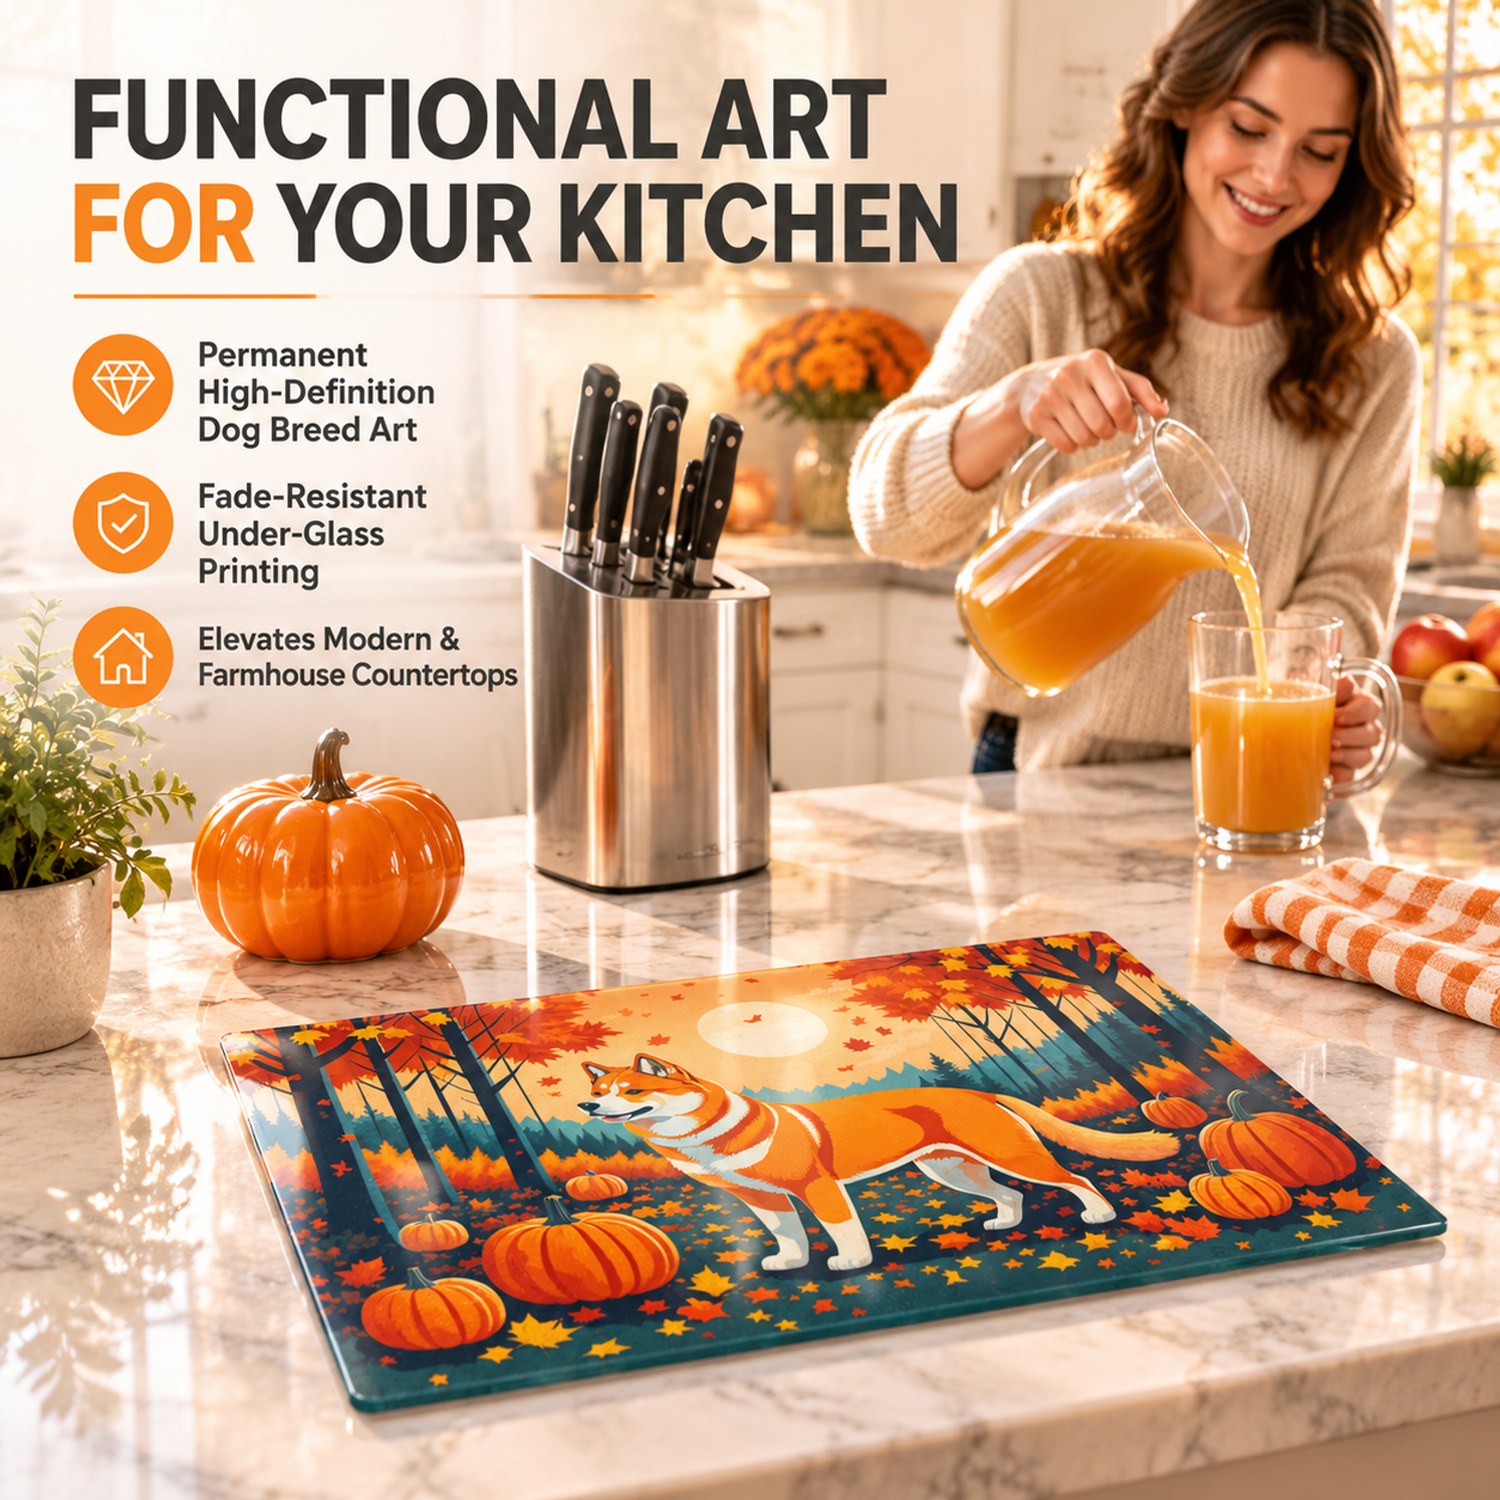 FUNCTIONAL ART
FOR YOUR KITCHEN
Permanent
High-Definition
Dog Breed Art
Fade-Resistant
Under-Glass
Printing
Elevates Modern &
Farmhouse Countertops